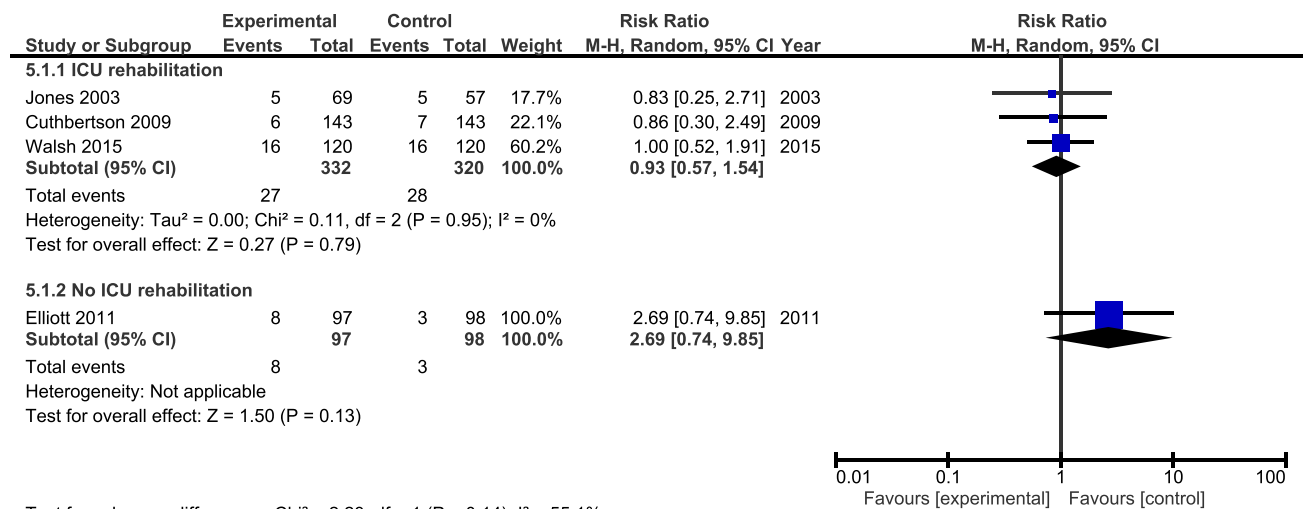 Experimental Control Risk Ratio Risk Ratio
Study or Subgroup Events Total Events Total Weight M-H, Random, 95% CI Year M-H, Random, 95% CI
5.1.1 ICU rehabilitation
Jones 2003 5 69 5 57 17.7% 0.83 [0.25, 2.71] 2003
Cuthbertson 2009 6 143 7 143 22.1% 0.86 [0.30, 2.49] 2009
Walsh 2015 16 120 16 120 60.2% 1.00 [0.52, 1.91] 2015
Subtotal (95% CI) 332 320 100.0% 0.93 [0.57, 1.54]
Total events 27 28
Heterogeneity: Tau² = 0.00; Chi² = 0.11, df = 2 (P = 0.95); I² = 0%
Test for overall effect: Z = 0.27 (P = 0.79)
5.1.2 No ICU rehabilitation
Elliott 2011 8 97 3 98 100.0% 2.69 [0.74, 9.85] 2011
Subtotal (95% CI) 97 98 100.0% 2.69 [0.74, 9.85]
Total events 8 3
Heterogeneity: Not applicable
Test for overall effect: Z = 1.50 (P = 0.13)
0.01 0.1 1 10 100
Favours [experimental] Favours [control]